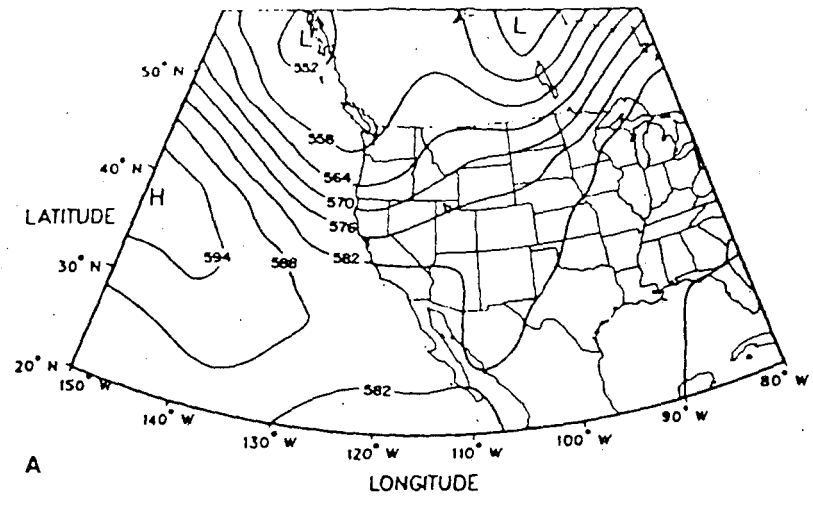 L
L
552
50° N
558
40° N
564
H
570
LATITUDE
576
594
588
582
30° N
20° N
150° W
582
80° W
140° W
90° W
130° W
120° W
110° W
100° W
A
LONGITUDE